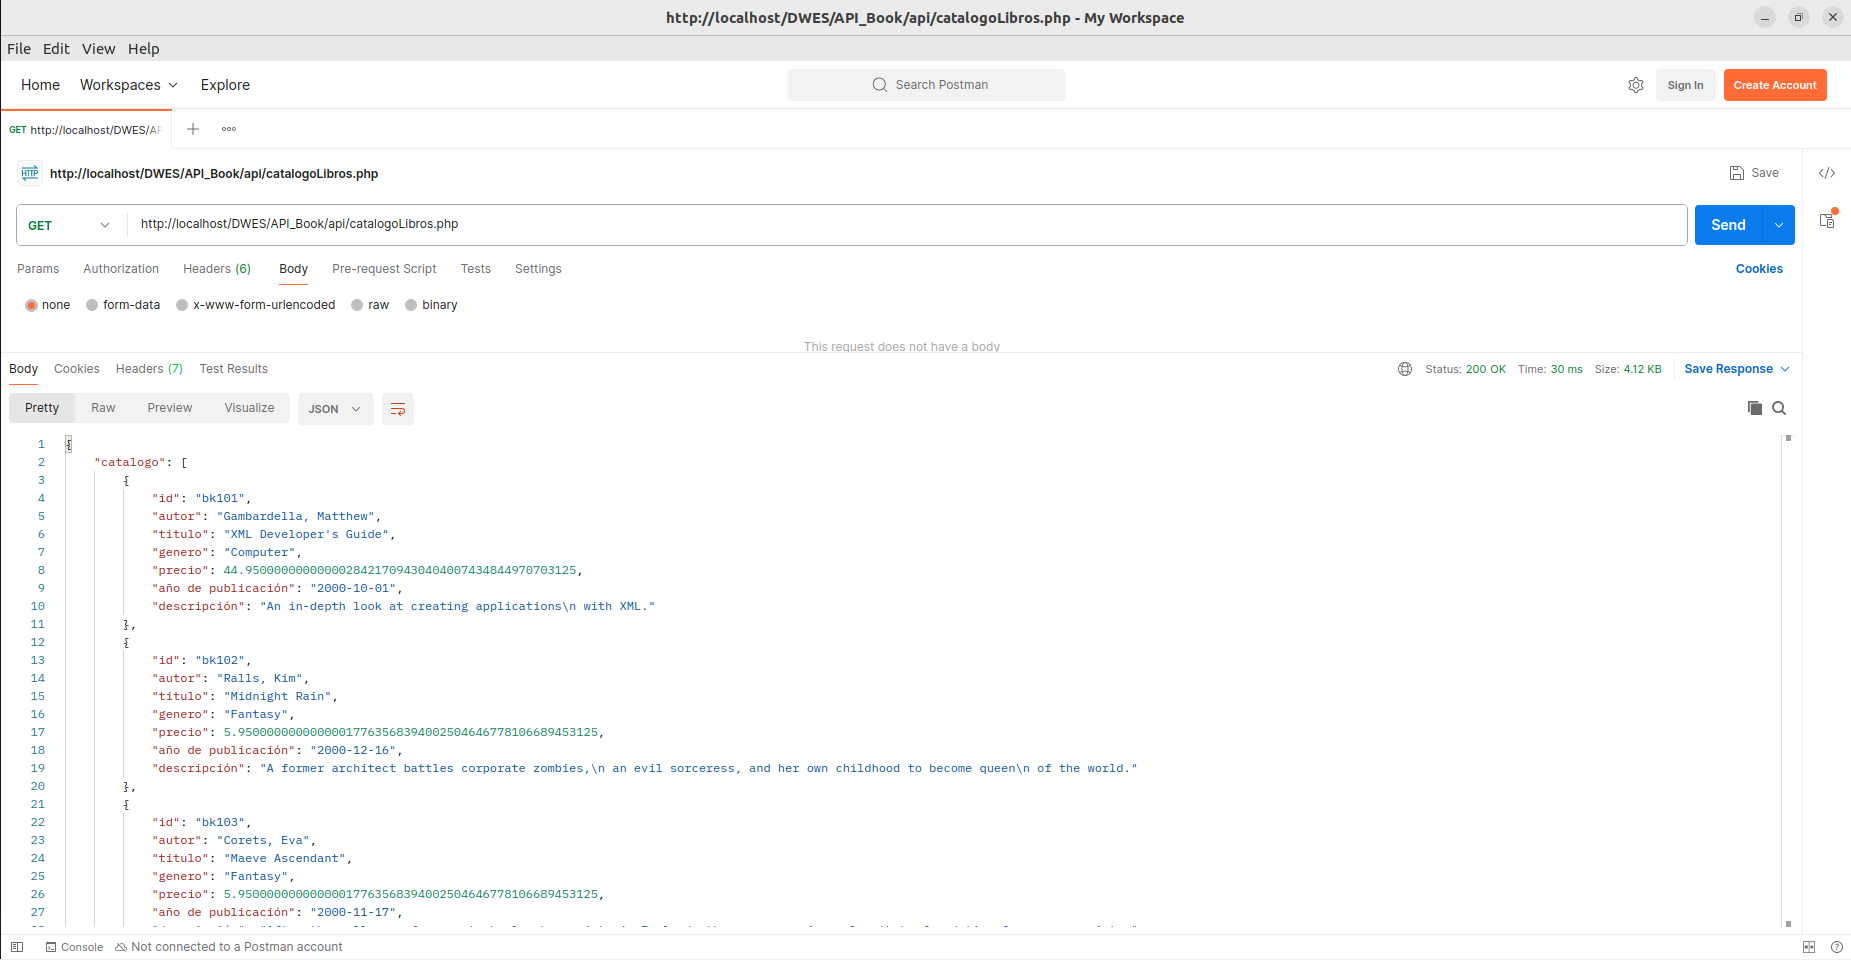 http://localhost/DWES/API_Book/api/catalogoLibros.php - My Workspace
File Edit View Help
Home Workspaces Explore Search Postman Sign In Create Account
GET http://localhost/DWES/AP
HTTP http://localhost/DWES/API_Book/api/catalogoLibros.php Save
GET http://localhost/DWES/API_Book/api/catalogoLibros.php Send
Params Authorization Headers (6) Body Pre-request Script Tests Settings Cookies
none form-data x-www-form-urlencoded raw binary
This request does not have a body
Body Cookies Headers (7) Test Results Status: 200 OK Time: 30 ms Size: 4.12 KB Save Response
Pretty Raw Preview Visualize JSON
1 {
2 "catalogo": [
3 {
4 "id": "bk101",
5 "autor": "Gambardella, Matthew",
6 "titulo": "XML Developer's Guide",
7 "genero": "Computer",
8 "precio": 44.9500000000000028421709430404007434844970703125,
9 "año de publicación": "2000-10-01",
10 "descripción": "An in-depth look at creating applications\n with XML."
11 },
12 {
13 "id": "bk102",
14 "autor": "Ralls, Kim",
15 "titulo": "Midnight Rain",
16 "genero": "Fantasy",
17 "precio": 5.95000000000000017763568394002504646778106689453125,
18 "año de publicación": "2000-12-16",
19 "descripción": "A former architect battles corporate zombies,\n an evil sorceress, and her own childhood to become queen\n of the world."
20 },
21 {
22 "id": "bk103",
23 "autor": "Corets, Eva",
24 "titulo": "Maeve Ascendant",
25 "genero": "Fantasy",
26 "precio": 5.95000000000000017763568394002504646778106689453125,
27 "año de publicación": "2000-11-17",
Console Not connected to a Postman account